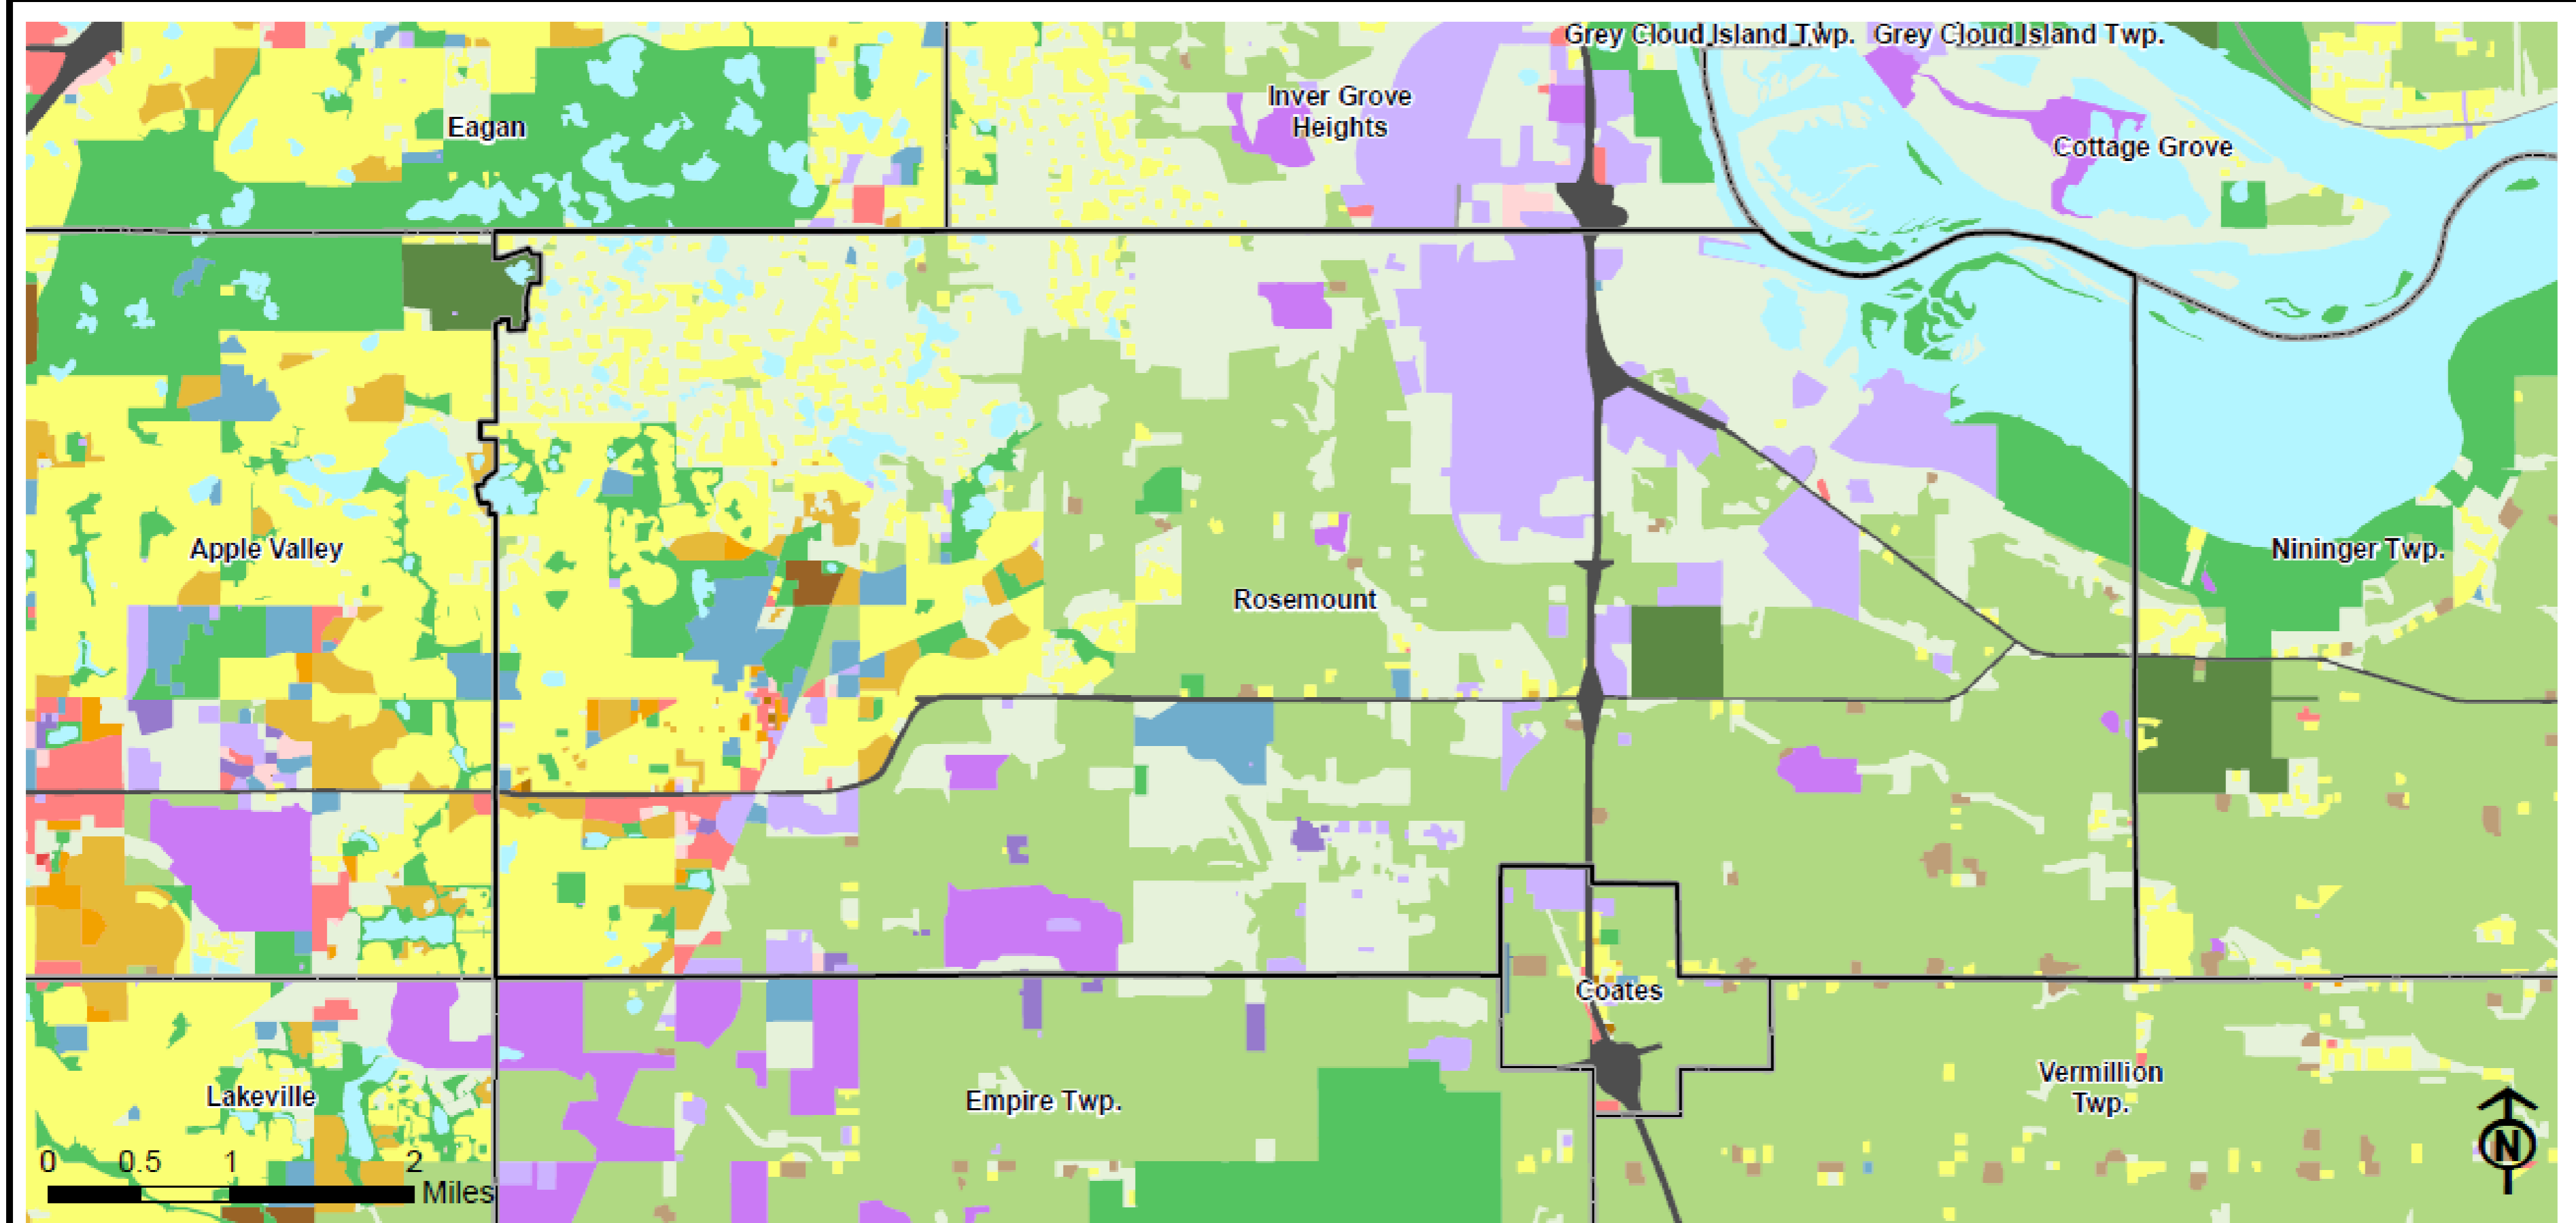 Grey Cloud Island Twp. Grey Cloud Island Twp.
Inver Grove
Heights
Eagan
Cottage Grove
Apple Valley
Nininger Twp.
Rosemount
Coates
Vermillion
Twp.
Lakeville
Empire Twp.
N
0 0.5 1 2
Miles